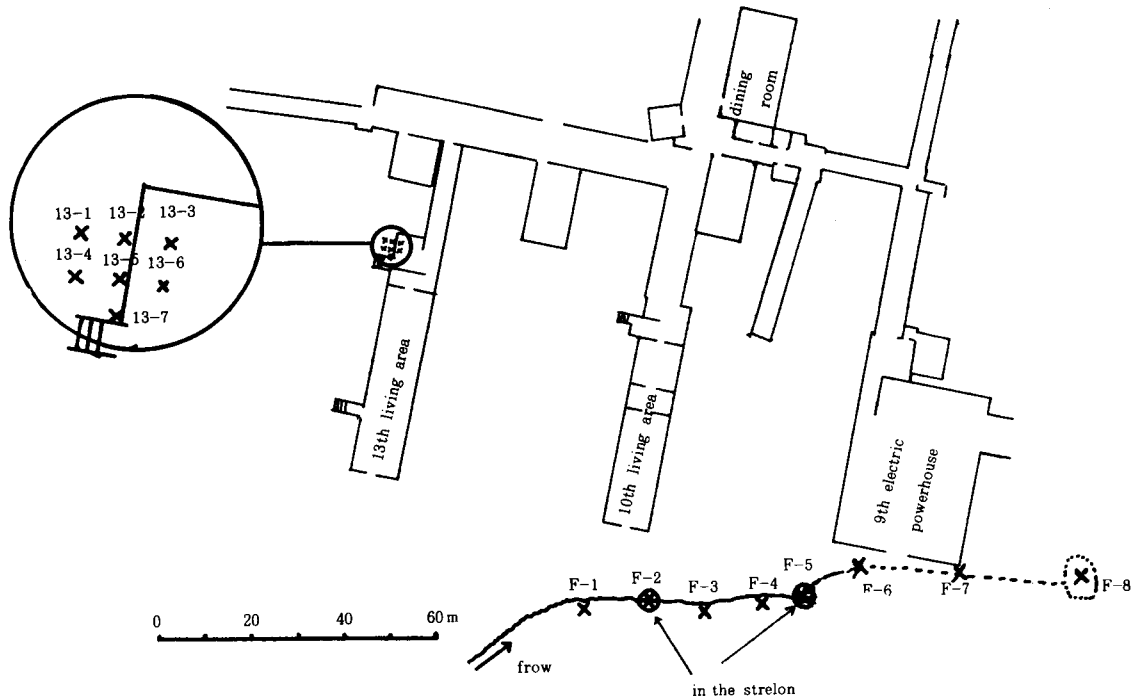 dining
room
13-1
13-2
13-3
13-4
13-5
13-6
13-7
13th living area
10th living area
9th electric
powerhouse
F-1
F-2
F-3
F-4
F-5
F-6
F-7
F-8
0 20 40 60 m
frow
in the strelon